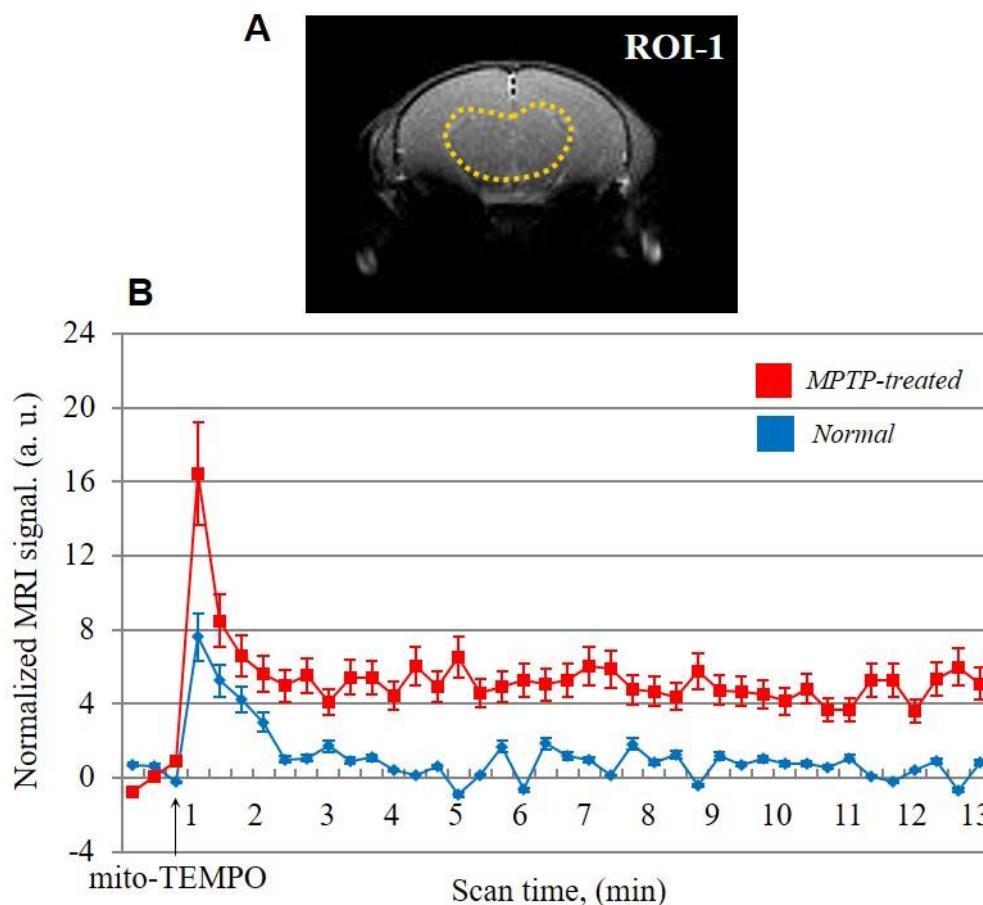 A
ROI-1
B
24
20
16
12
8
4
0
-4
Normalized MRI signal. (a. u.)
MPTP-treated
Normal
1 2 3 4 5 6 7 8 9 10 11 12 13
mito-TEMPO
Scan time, (min)